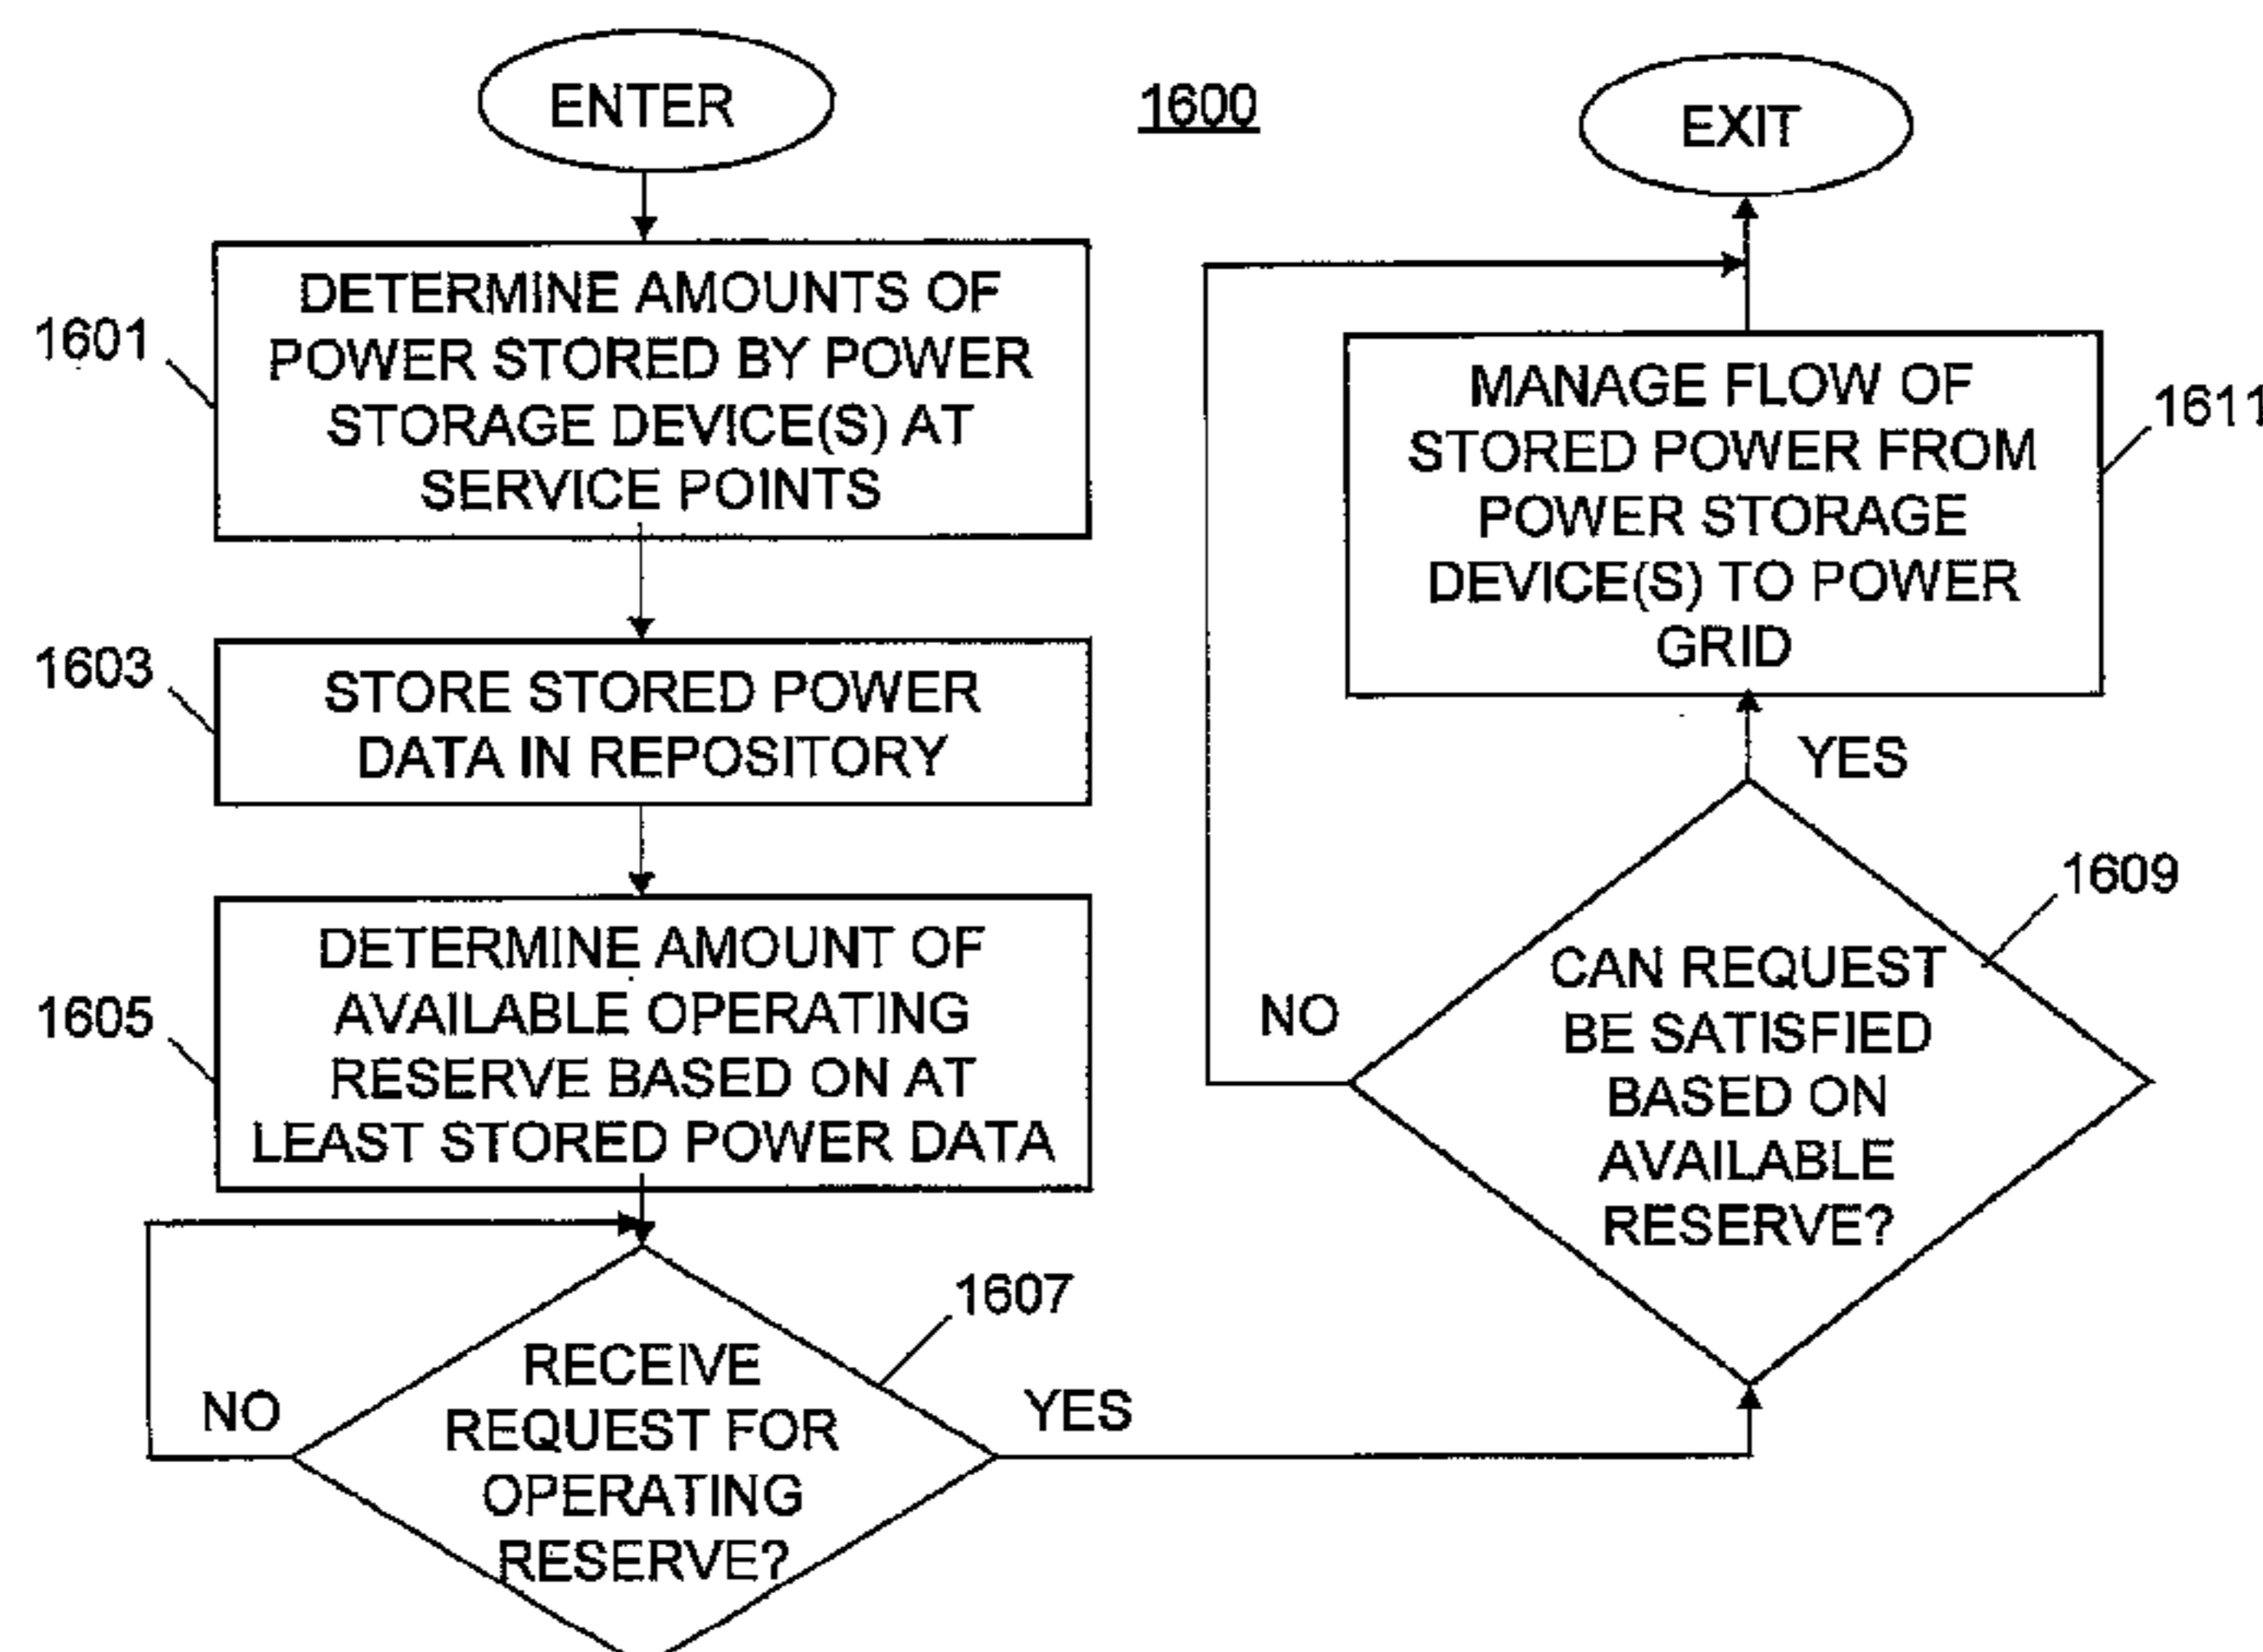 ENTER
1600
EXIT
1601
DETERMINE AMOUNTS OF
POWER STORED BY POWER
STORAGE DEVICE(S) AT
SERVICE POINTS
1603
STORE STORED POWER
DATA IN REPOSITORY
1605
DETERMINE AMOUNT OF
AVAILABLE OPERATING
RESERVE BASED ON AT
LEAST STORED POWER DATA
1607
RECEIVE
REQUEST FOR
OPERATING
RESERVE?
NO
YES
1609
CAN REQUEST
BE SATISFIED
BASED ON
AVAILABLE
RESERVE?
NO
YES
1611
MANAGE FLOW OF
STORED POWER FROM
POWER STORAGE
DEVICE(S) TO POWER
GRID